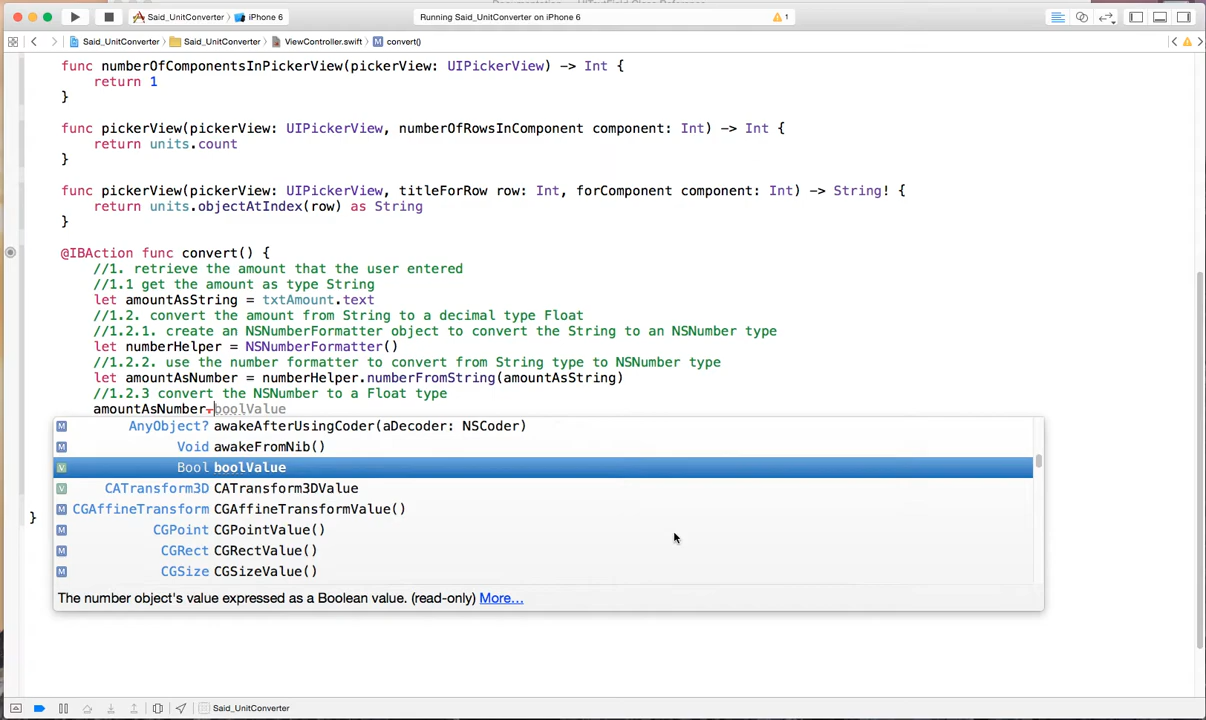 Said_UnitConverter iPhone 6
Running Said_UnitConverter on iPhone 6
1
Said_UnitConverter Said_UnitConverter ViewController.swift M convert()
func numberOfComponentsInPickerView(pickerView: UIPickerView) -> Int {
return 1
}
func pickerView(pickerView: UIPickerView, numberOfRowsInComponent component: Int) -> Int {
return units.count
}
func pickerView(pickerView: UIPickerView, titleForRow row: Int, forComponent component: Int) -> String! {
return units.objectAtIndex(row) as String
}
@IBAction func convert() {
//1. retrieve the amount that the user entered
//1.1 get the amount as type String
let amountAsString = txtAmount.text
//1.2. convert the amount from String to a decimal type Float
//1.2.1. create an NSNumberFormatter object to convert the String to an NSNumber type
let numberHelper = NSNumberFormatter()
//1.2.2. use the number formatter to convert from String type to NSNumber type
let amountAsNumber = numberHelper.numberFromString(amountAsString)
//1.2.3 convert the NSNumber to a Float type
amountAsNumber.boolValue
M AnyObject? awakeAfterUsingCoder(aDecoder: NSCoder)
M Void awakeFromNib()
V Bool boolValue
V CATransform3D CATransform3DValue
M CGAffineTransform CGAffineTransformValue()
M CGPoint CGPointValue()
M CGRect CGRectValue()
M CGSize CGSizeValue()
The number object's value expressed as a Boolean value. (read-only) More...
}
Said_UnitConverter